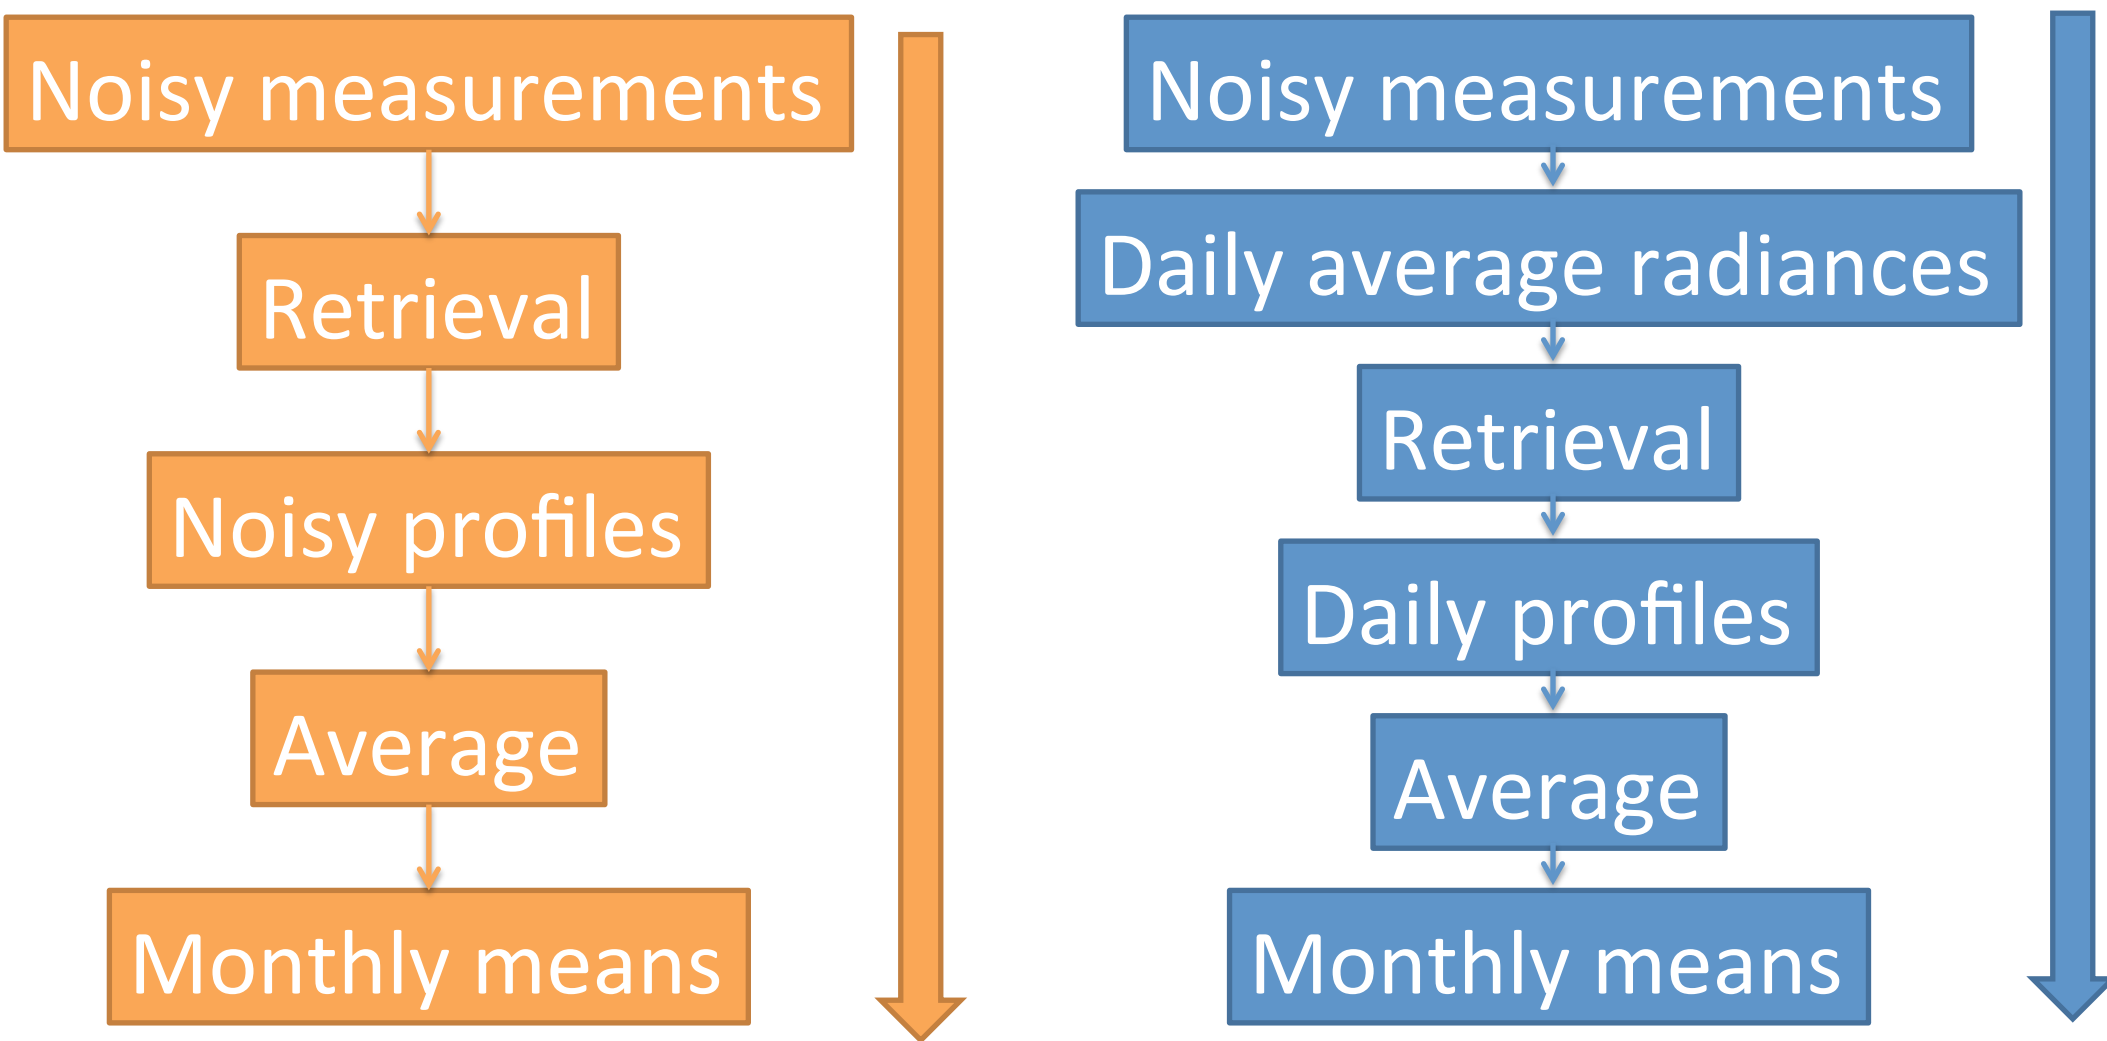 Noisy measurements
Retrieval
Noisy profiles
Average
Monthly means
Noisy measurements
Daily average radiances
Retrieval
Daily profiles
Average
Monthly means